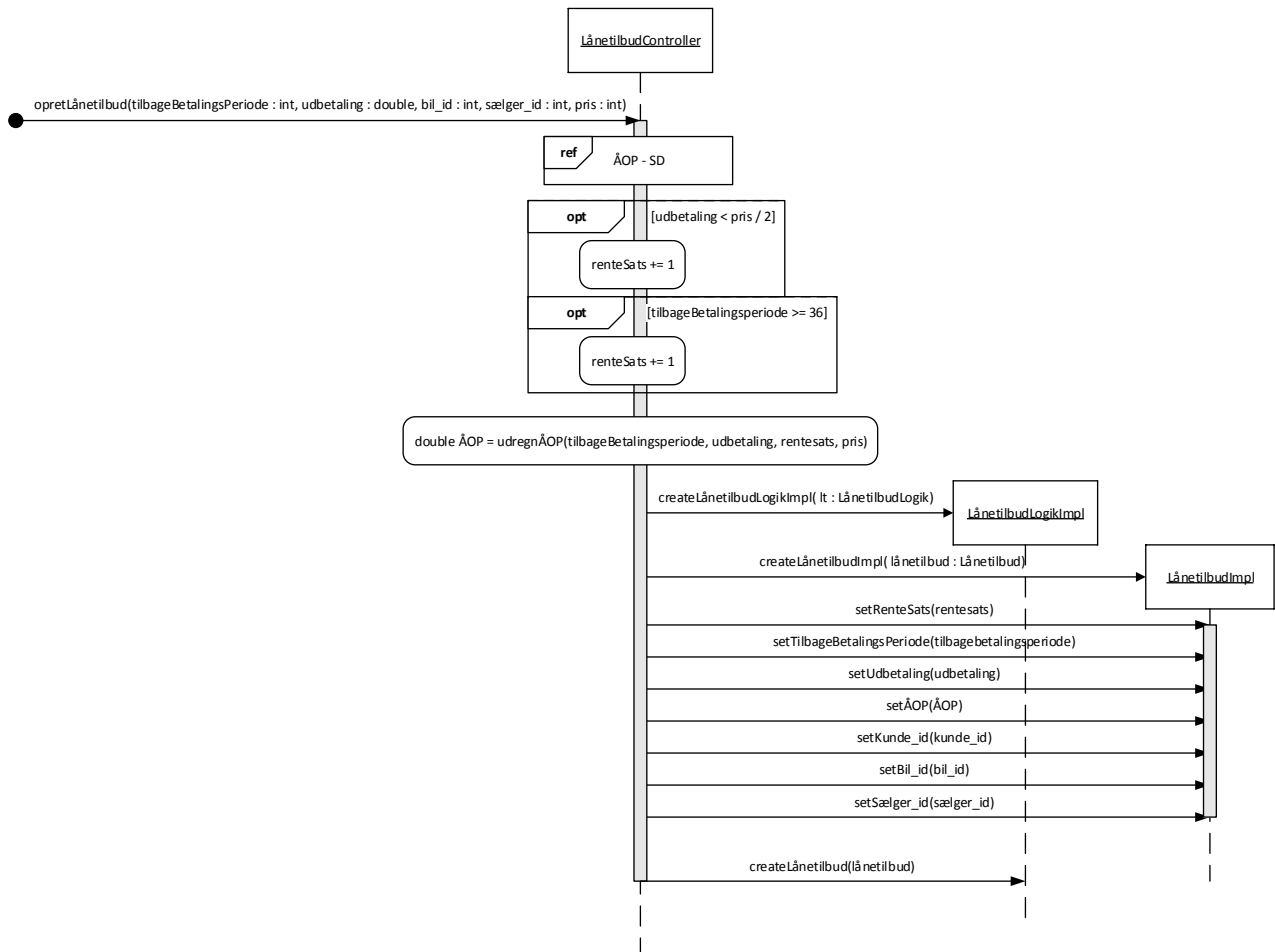 LånetilbudController
opretLånetilbud(tilbageBetalingsPeriode : int, udbetaling : double, bil_id : int, sælger_id : int, pris : int)
ref
ÅOP - SD
opt
[udbetaling < pris / 2]
renteSats += 1
opt
[tilbageBetalingsperiode >= 36]
renteSats += 1
double ÅOP = udregnÅOP(tilbageBetalingsperiode, udbetaling, rentesats, pris)
createLånetilbudLogikImpl( lt : LånetilbudLogik)
LånetilbudLogikImpl
createLånetilbudImpl( lånetilbud : Lånetilbud)
LånetilbudImpl
setRenteSats(rentesats)
setTilbageBetalingsPeriode(tilbagebetalingsperiode)
setUdbetaling(udbetaling)
setÅOP(ÅOP)
setKunde_id(kunde_id)
setBil_id(bil_id)
setSælger_id(sælger_id)
createLånetilbud(lånetilbud)